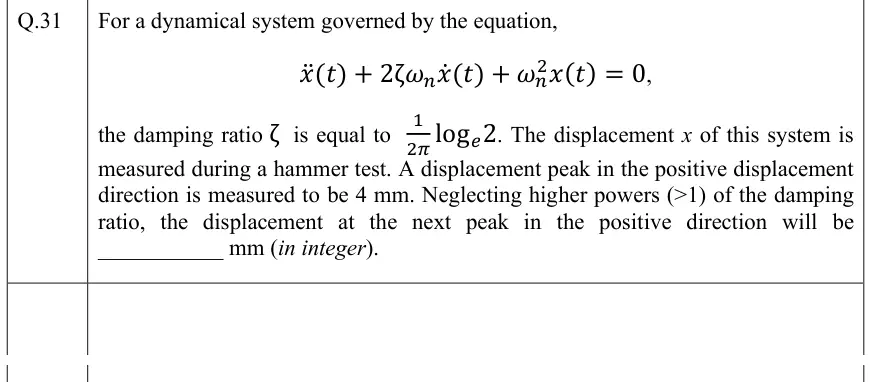 Q.31 For a dynamical system governed by the equation,
ẍ(t) + 2ζωₙẋ(t) + ωₙ²x(t) = 0,
the damping ratio ζ is equal to 1/2π logₑ2. The displacement x of this system is
measured during a hammer test. A displacement peak in the positive displacement
direction is measured to be 4 mm. Neglecting higher powers (>1) of the damping
ratio, the displacement at the next peak in the positive direction will be
____________ mm (in integer).